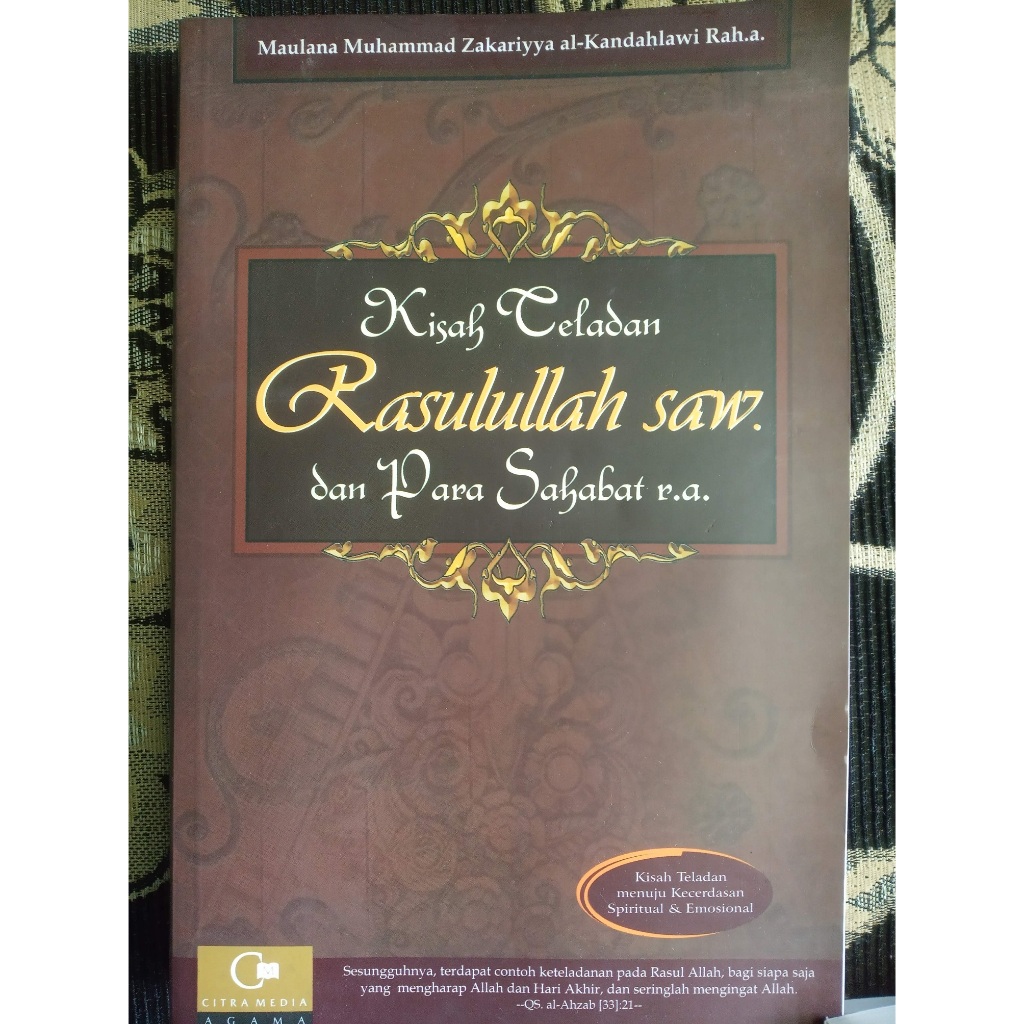 Maulana Muhammad Zakariyya al-Kandahlawi Rah.a.
Kisah Teladan
Rasulullah saw.
dan Para Sahabat r.a.
Kisah Teladan
menuju Kecerdasan
Spiritual & Emosional
Sesungguhnya, terdapat contoh keteladanan pada Rasul Allah, bagi siapa saja
yang mengharap Allah dan Hari Akhir, dan seringlah mengingat Allah.
--QS. al-Ahzab [33]:21--
CITRA MEDIA
AGAMA